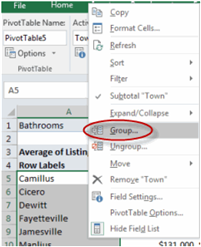 File
Home
PivotTable Name:
PivotTable5
Tow
Options
PivotTable
A5
A
1 Bathrooms
2
3 Average of Listing
4 Row Labels
5 Camillus
6 Cicero
7 Dewitt
8 Fayetteville
9 Jamesville
10 Manlius
Copy
Format Cells...
Refresh
Sort
Filter
Subtotal "Town"
Expand/Collapse
Group...
Ungroup...
Move
Remove "Town"
Field Settings...
PivotTable Options...
Hide Field List
$131,000